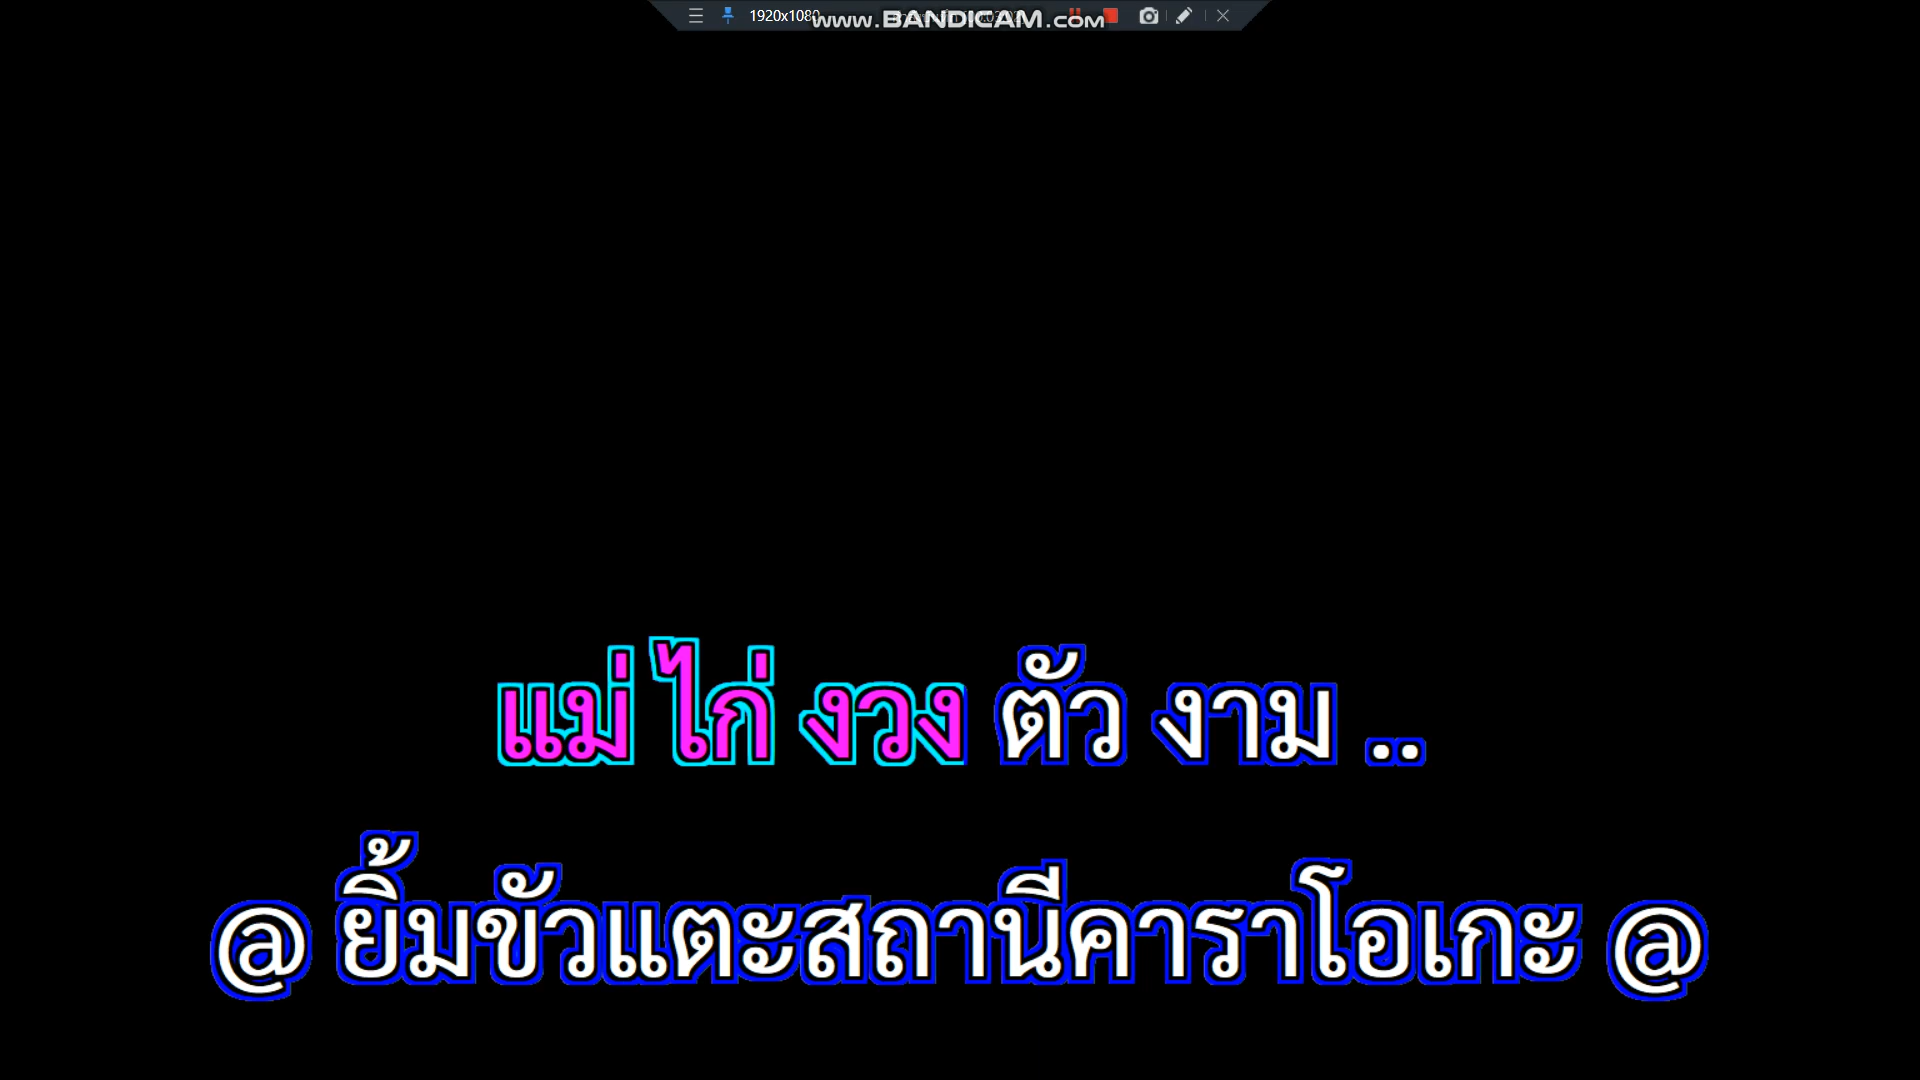 1920x1080
www.BANDICAM.com
แม่ ไก่ งวง ตัว งาม ..
@ ยิ้มขัวแตะสถานีคาราโอเกะ @